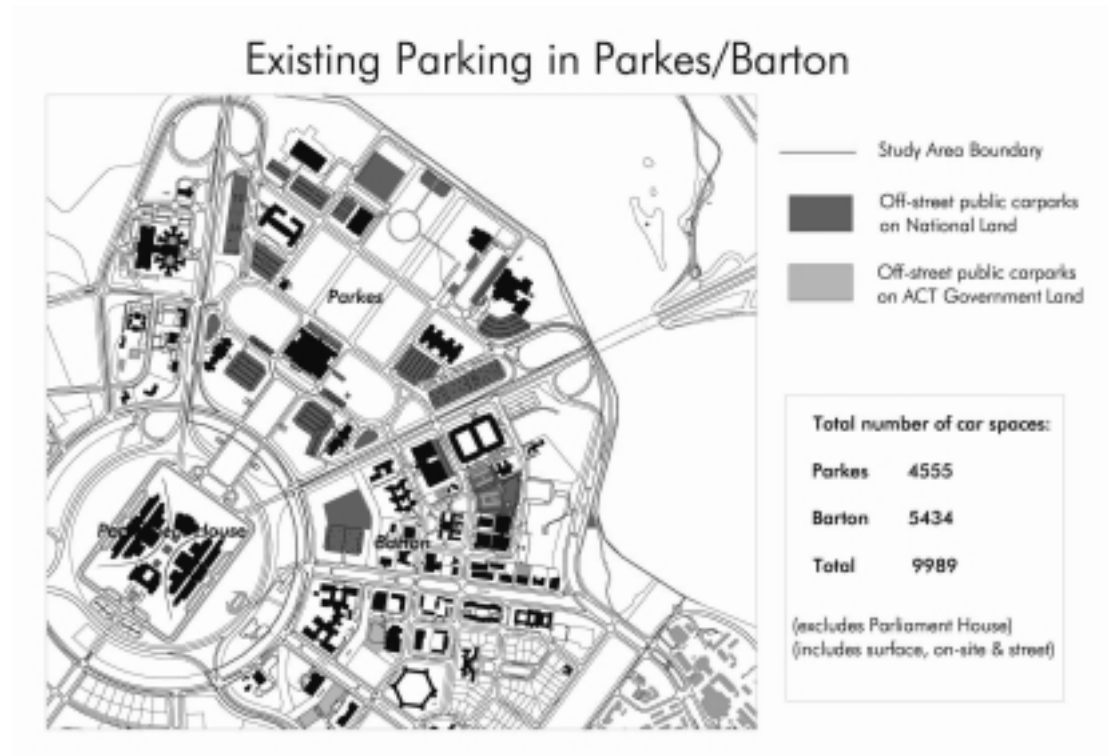 Existing Parking in Parkes/Barton
Study Area Boundary
Off-street public carparks
on National Land
Off-street public carparks
on ACT Government Land
Parkes
Parliament House
Barton
Total number of car spaces:
Parkes 4555
Barton 5434
Total 9989
(excludes Parliament House)
(includes surface, on-site & street)